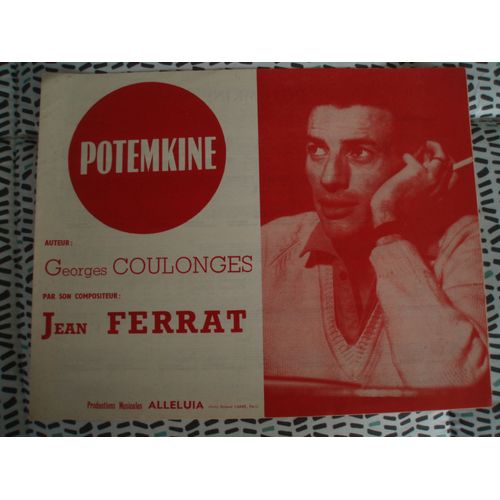 POTEMKINE
AUTEUR:
Georges COULONGES
PAR SON COMPOSITEUR:
JEAN FERRAT
Productions Musicales ALLELUIA